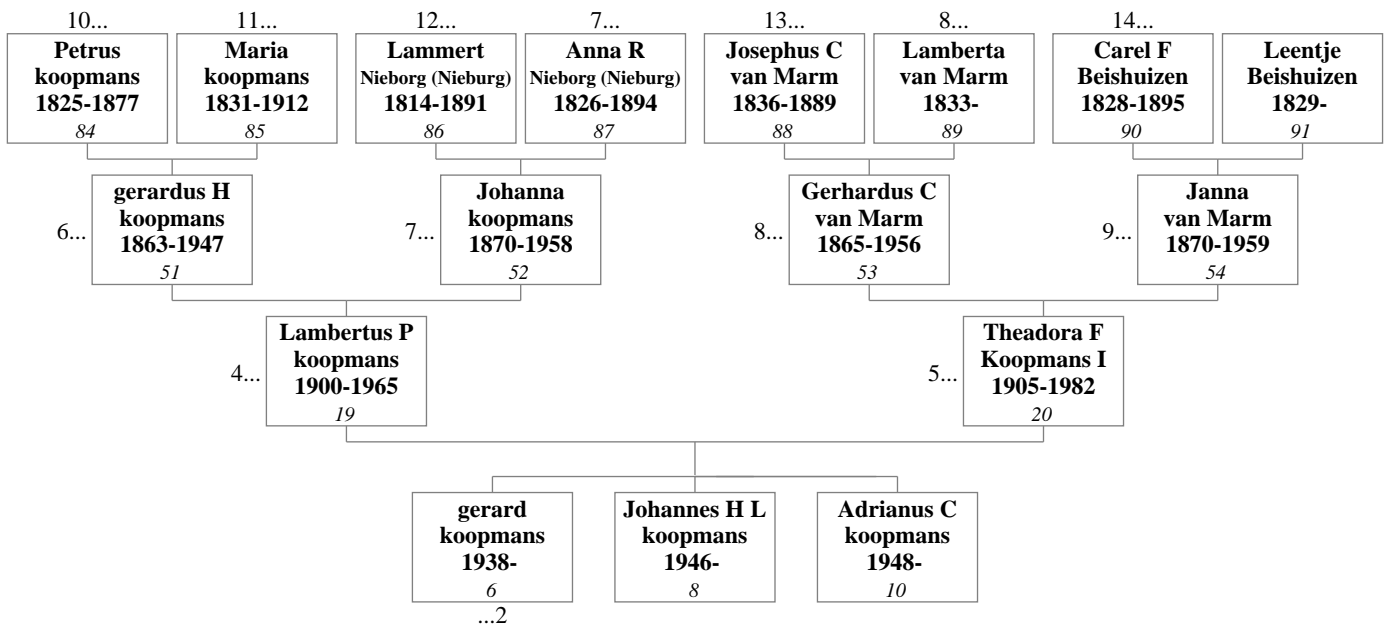 10...
11...
12...
7...
13...
8...
14...
Petrus
koopmans
1825-1877
84
Maria
koopmans
1831-1912
85
Lammert
Nieborg (Nieburg)
1814-1891
86
Anna R
Nieborg (Nieburg)
1826-1894
87
Josephus C
van Marm
1836-1889
88
Lamberta
van Marm
1833-
89
Carel F
Beishuizen
1828-1895
90
Leentje
Beishuizen
1829-
91
6...
gerardus H
koopmans
1863-1947
51
7...
Johanna
koopmans
1870-1958
52
8...
Gerhardus C
van Marm
1865-1956
53
9...
Janna
van Marm
1870-1959
54
4...
Lambertus P
koopmans
1900-1965
19
5...
Theadora F
Koopmans I
1905-1982
20
gerard
koopmans
1938-
6
...2
Johannes H L
koopmans
1946-
8
Adrianus C
koopmans
1948-
10